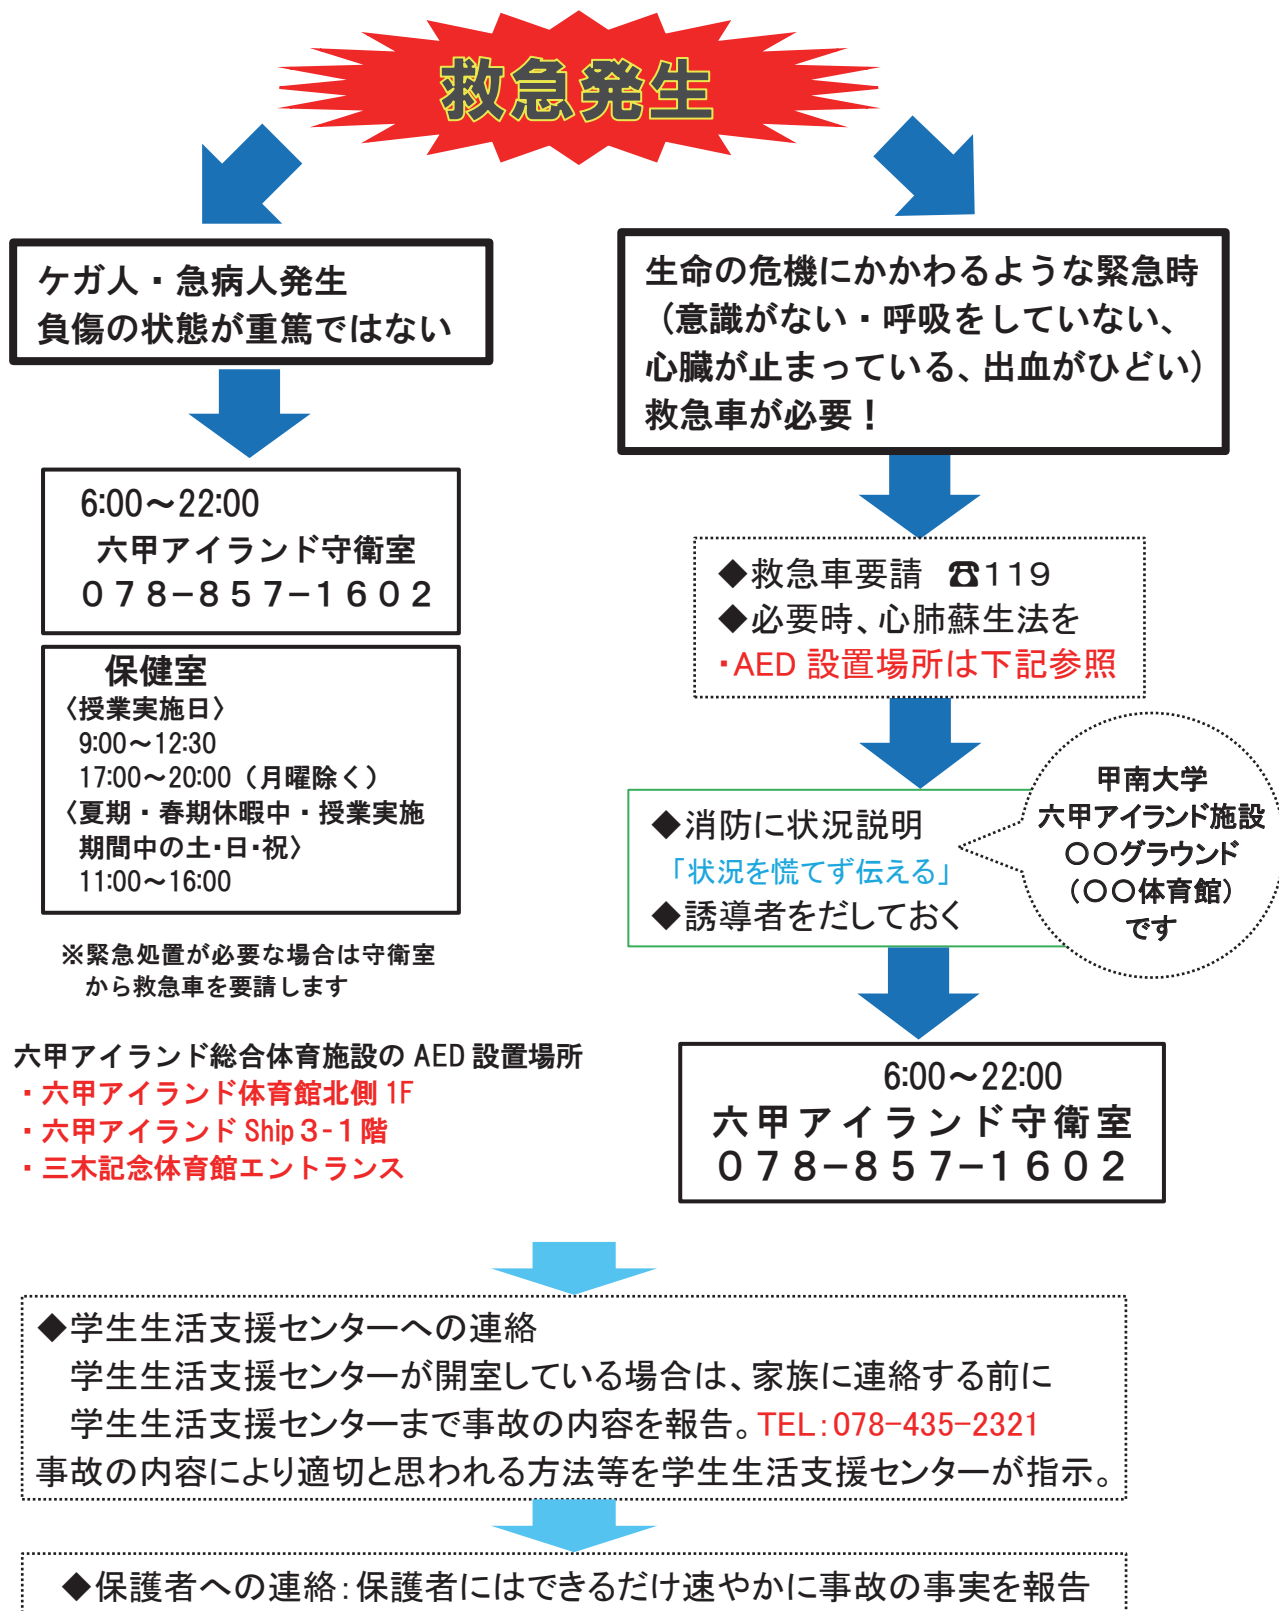 救急発生
ケガ人・急病人発生
負傷の状態が重篤ではない
6:00～22:00
六甲アイランド守衛室
０７８−８５７−１６０２
保健室
〈授業実施日〉
9:00～12:30
17:00～20:00（月曜除く）
〈夏期・春期休暇中・授業実施
期間中の土・日・祝〉
11:00～16:00
※緊急処置が必要な場合は守衛室
から救急車を要請します
六甲アイランド総合体育施設の AED 設置場所
・六甲アイランド体育館北側 1F
・六甲アイランド Ship３-１階
・三木記念体育館エントランス
生命の危機にかかわるような緊急時
（意識がない・呼吸をしていない、
心臓が止まっている、出血がひどい）
救急車が必要！
◆救急車要請 ☎119
◆必要時、心肺蘇生法を
・AED 設置場所は下記参照
◆消防に状況説明
「状況を慌てず伝える」
◆誘導者をだしておく
甲南大学
六甲アイランド施設
〇〇グラウンド
（〇〇体育館）
です
6:00～22:00
六甲アイランド守衛室
０７８−８５７−１６０２
◆学生生活支援センターへの連絡
学生生活支援センターが開室している場合は、家族に連絡する前に
学生生活支援センターまで事故の内容を報告。TEL：078−435−2321
事故の内容により適切と思われる方法等を学生生活支援センターが指示。
◆保護者への連絡：保護者にはできるだけ速やかに事故の事実を報告